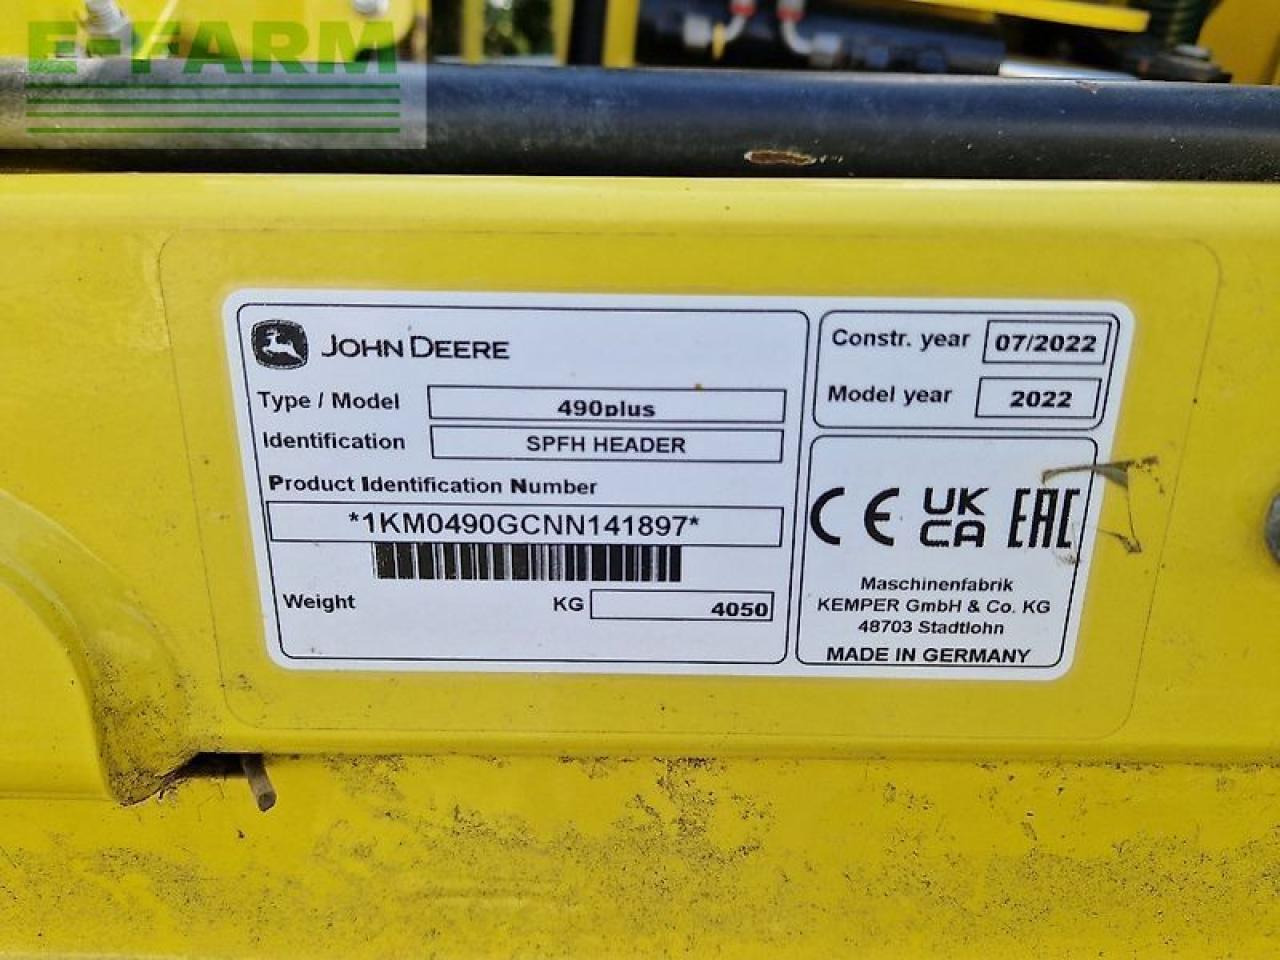 E-FARM
JOHN DEERE
Type / Model 490plus
Identification SPFH HEADER
Product Identification Number
*1KM0490GCNN141897*
Weight KG 4050
Constr. year 07/2022
Model year 2022
CE UK CA EAC
Maschinenfabrik
KEMPER GmbH & Co. KG
48703 Stadtlohn
MADE IN GERMANY